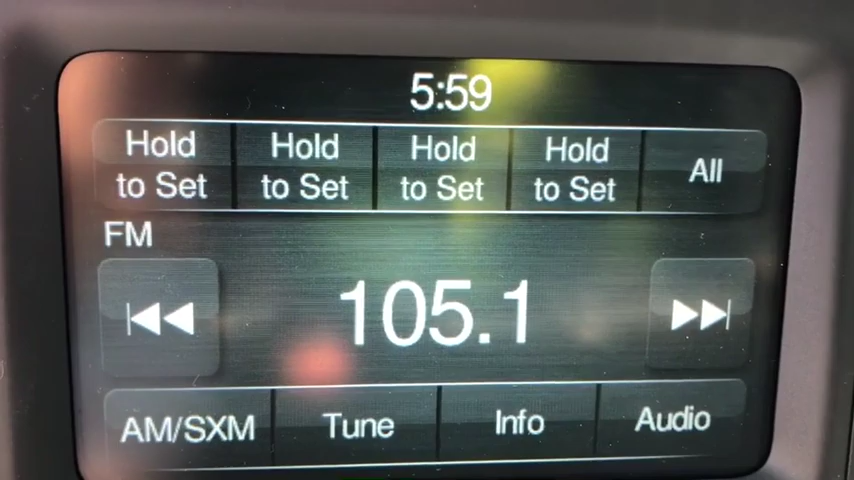 5:59
Hold to Set
Hold to Set
Hold to Set
Hold to Set
All
FM
105.1
AM/SXM
Tune
Info
Audio